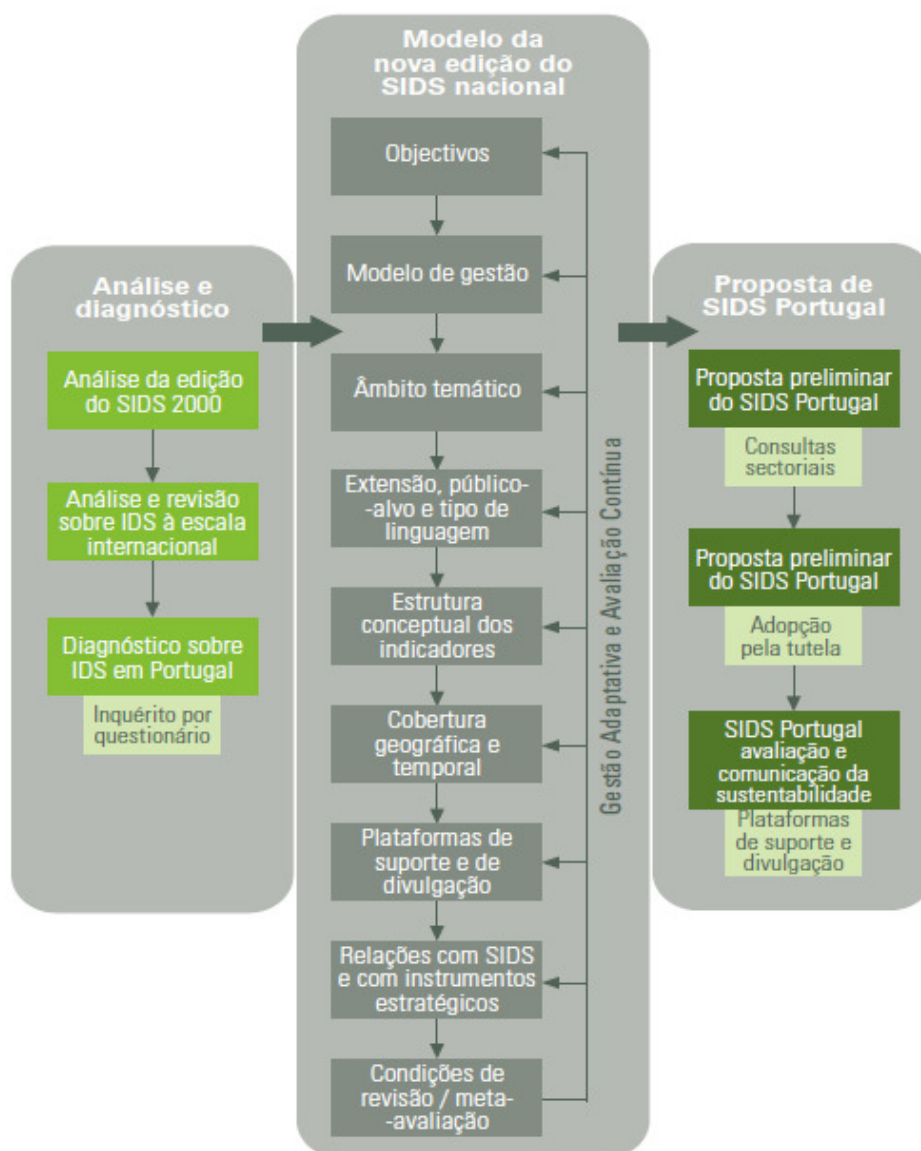 Análise e
diagnóstico
Análise da edição
do SIDS 2000
Análise e revisão
sobre IDS à escala
internacional
Diagnóstico sobre
IDS em Portugal
Inquérito por
questionário
Modelo da
nova edição do
SIDS nacional
Objectivos
Modelo de gestão
Âmbito temático
Extensão, público-
-alvo e tipo de
linguagem
Estrutura
conceptual dos
indicadores
Cobertura
geográfica e
temporal
Plataformas de
suporte e de
divulgação
Relações com SIDS
e com instrumentos
estratégicos
Condições de
revisão / meta-
-avaliação
Gestão Adaptativa e Avaliação Contínua
Proposta de
SIDS Portugal
Proposta preliminar
do SIDS Portugal
Consultas
sectoriais
Proposta preliminar
do SIDS Portugal
Adopção
pela tutela
SIDS Portugal
avaliação e
comunicação da
sustentabilidade
Plataformas
de suporte e
divulgação